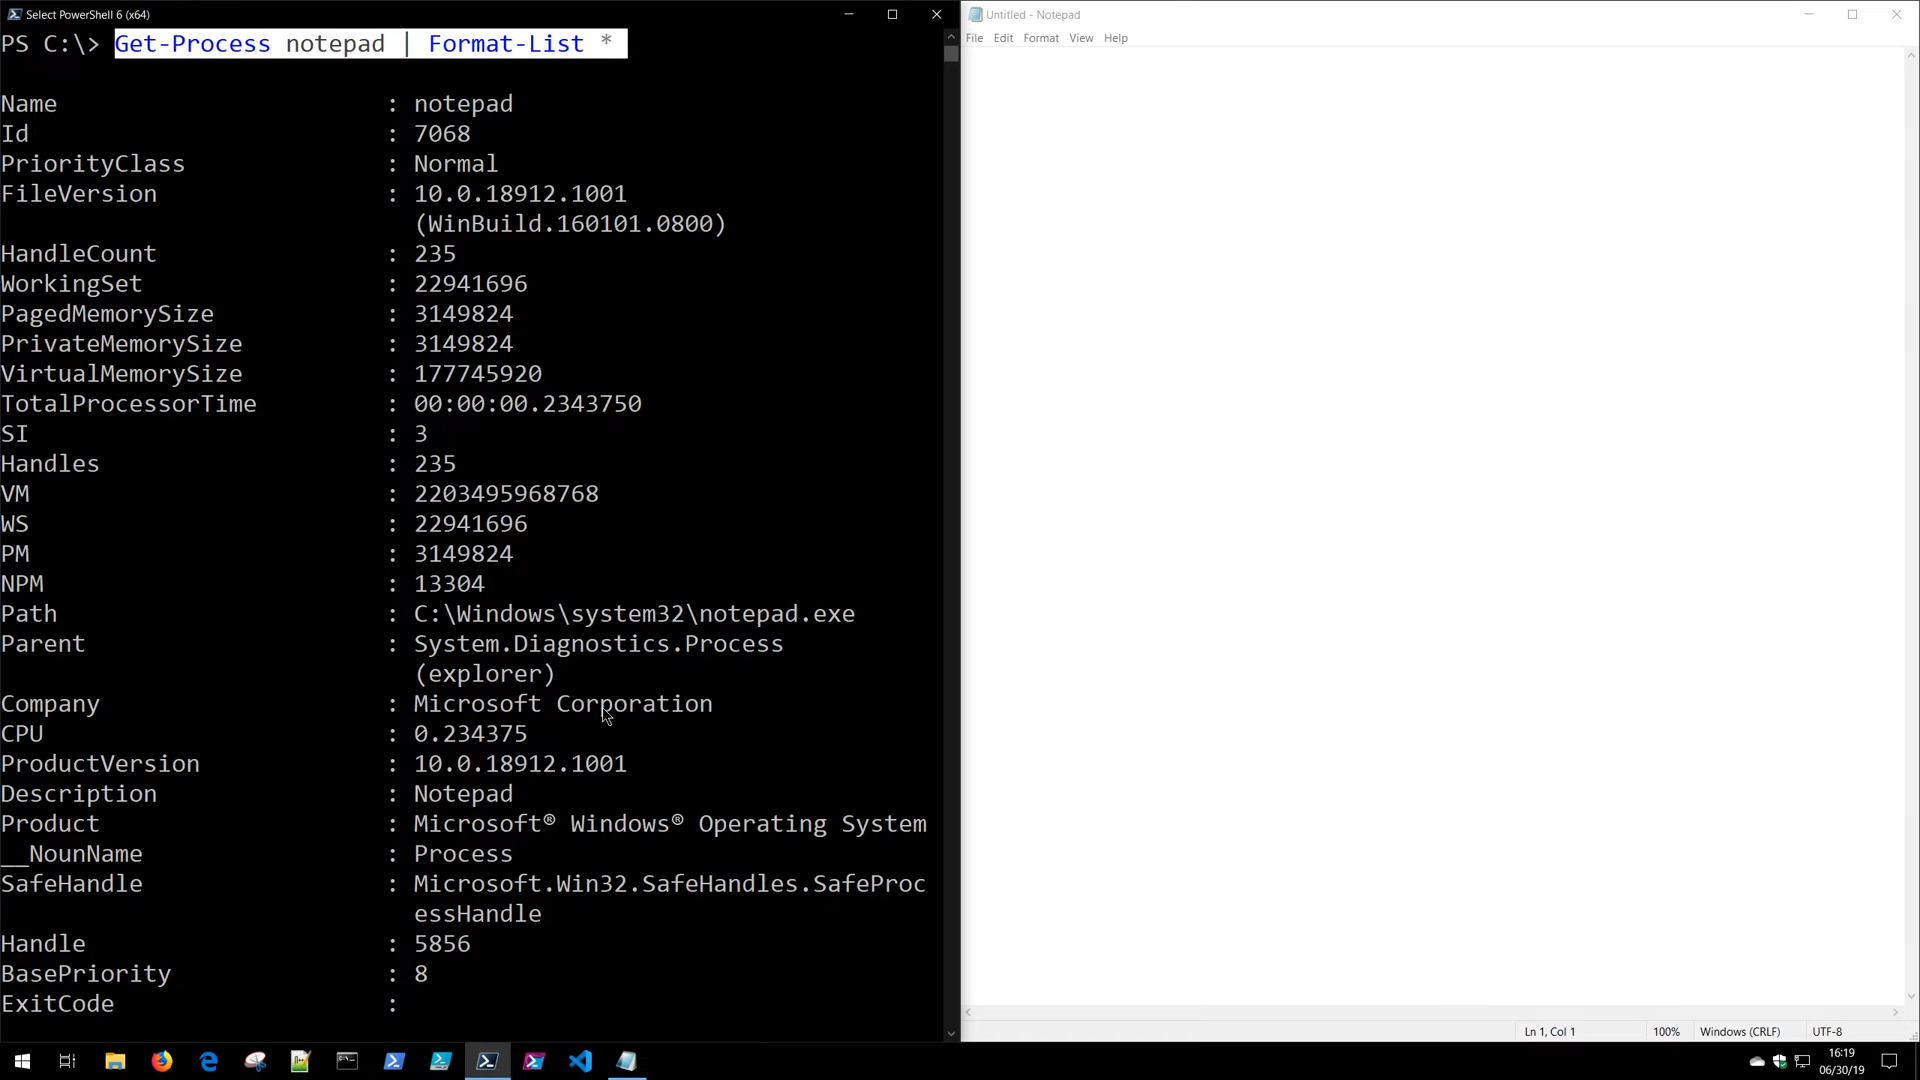 Select PowerShell 6 (x64)
PS C:\> Get-Process notepad | Format-List *
Name : notepad
Id : 7068
PriorityClass : Normal
FileVersion : 10.0.18912.1001
(WinBuild.160101.0800)
HandleCount : 235
WorkingSet : 22941696
PagedMemorySize : 3149824
PrivateMemorySize : 3149824
VirtualMemorySize : 177745920
TotalProcessorTime : 00:00:00.2343750
SI : 3
Handles : 235
VM : 2203495968768
WS : 22941696
PM : 3149824
NPM : 13304
Path : C:\Windows\system32\notepad.exe
Parent : System.Diagnostics.Process
(explorer)
Company : Microsoft Corporation
CPU : 0.234375
ProductVersion : 10.0.18912.1001
Description : Notepad
Product : Microsoft® Windows® Operating System
__NounName : Process
SafeHandle : Microsoft.Win32.SafeHandles.SafeProc
essHandle
Handle : 5856
BasePriority : 8
ExitCode :
Untitled - Notepad
File Edit Format View Help
Ln 1, Col 1 100% Windows (CRLF) UTF-8
16:19
06/30/19